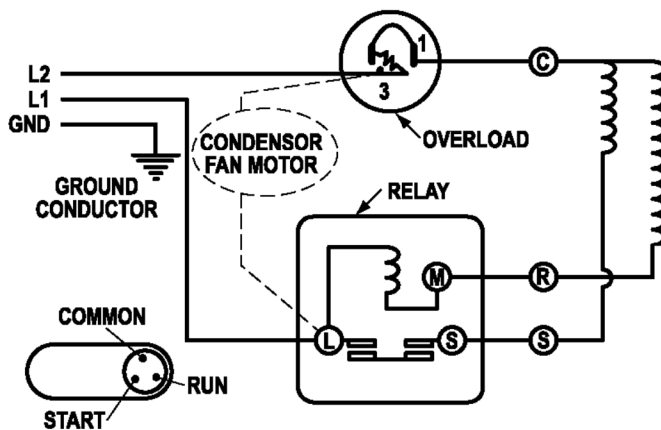 L2
L1
GND
GROUND
CONDUCTOR
CONDENSOR
FAN MOTOR
1
3
OVERLOAD
C
RELAY
M
R
L
S
S
COMMON
RUN
START